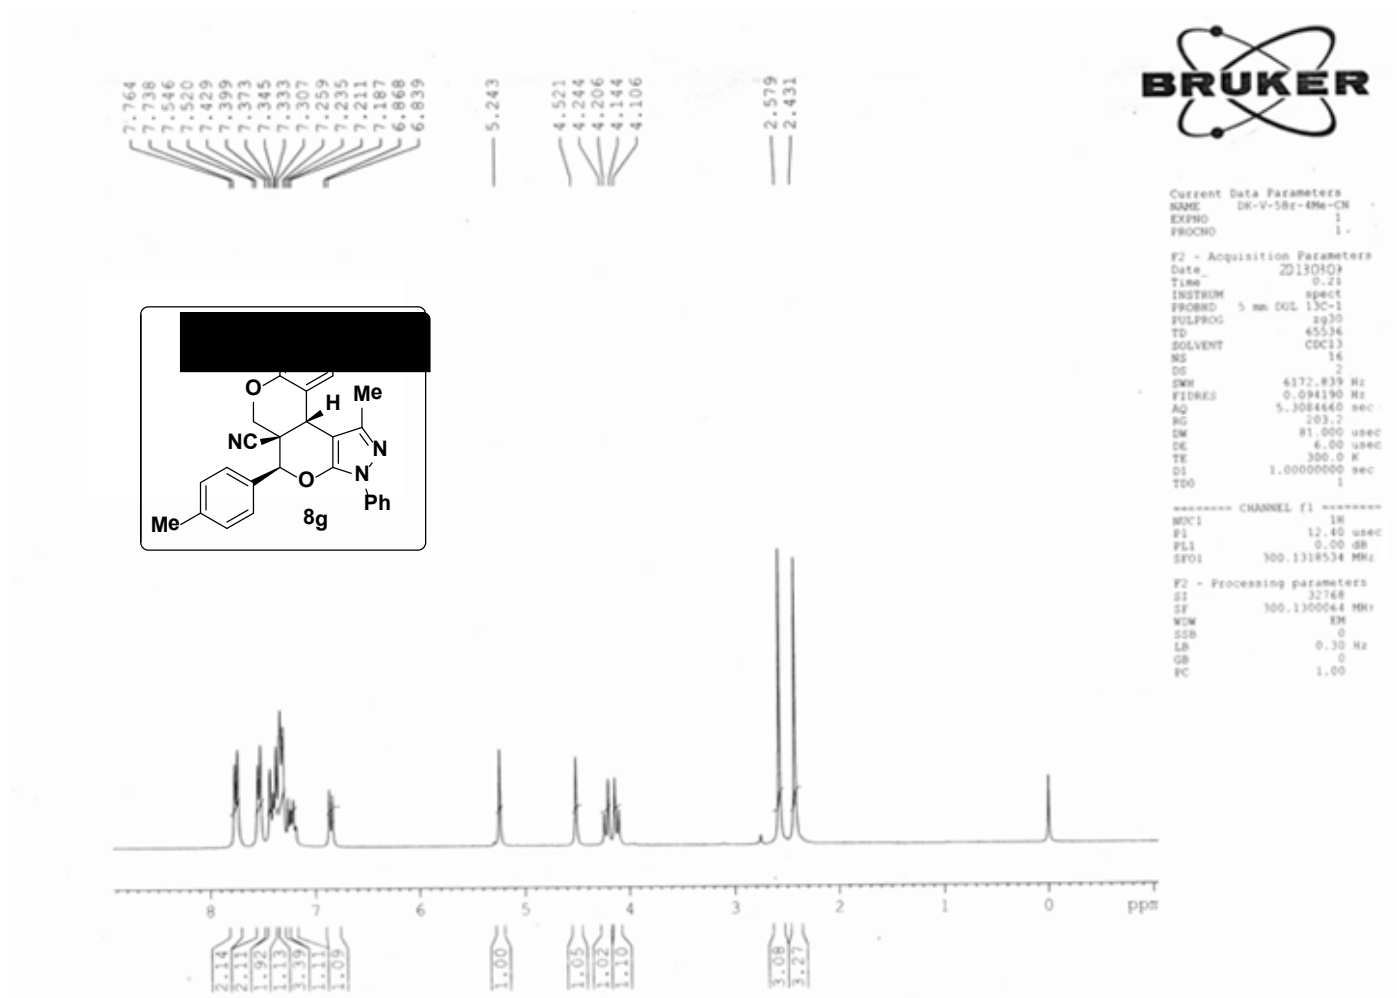 7.764
7.738
7.546
7.520
7.429
7.399
7.373
7.345
7.333
7.307
7.259
7.235
7.211
7.187
6.868
6.839
5.243
4.521
4.244
4.206
4.144
4.106
2.579
2.431
BRUKER
Current Data Parameters
NAME DK-V-5Br-4Me-CN
EXPNO 1
PROCNO 1
F2 - Acquisition Parameters
Date_
Time 0.21
INSTRUM spect
PROBHD 5 mm DUL 13C-1
PULPROG zg30
TD 65536
SOLVENT CDCl3
NS 16
DS 2
SWH 6172.839 Hz
FIDRES 0.094190 Hz
AQ 5.3084660 sec
RG 203.2
DW 81.000 usec
DE 6.00 usec
TE 300.0 K
D1 1.00000000 sec
TD0 1
======== CHANNEL f1 ========
NUC1 1H
P1 12.40 usec
PL1 0.00 dB
SFO1 300.1318534 MHz
F2 - Processing parameters
SI 32768
SF 300.1300064 MHz
WDW EM
SSB 0
LB 0.30 Hz
GB 0
PC 1.00
O
H
Me
NC
N
O
N
Ph
Me
8g
8 7 6 5 4 3 2 1 0 ppm
2.14
2.11
1.92
1.13
3.39
1.11
1.09
1.00
1.05
1.02
1.10
3.08
3.27